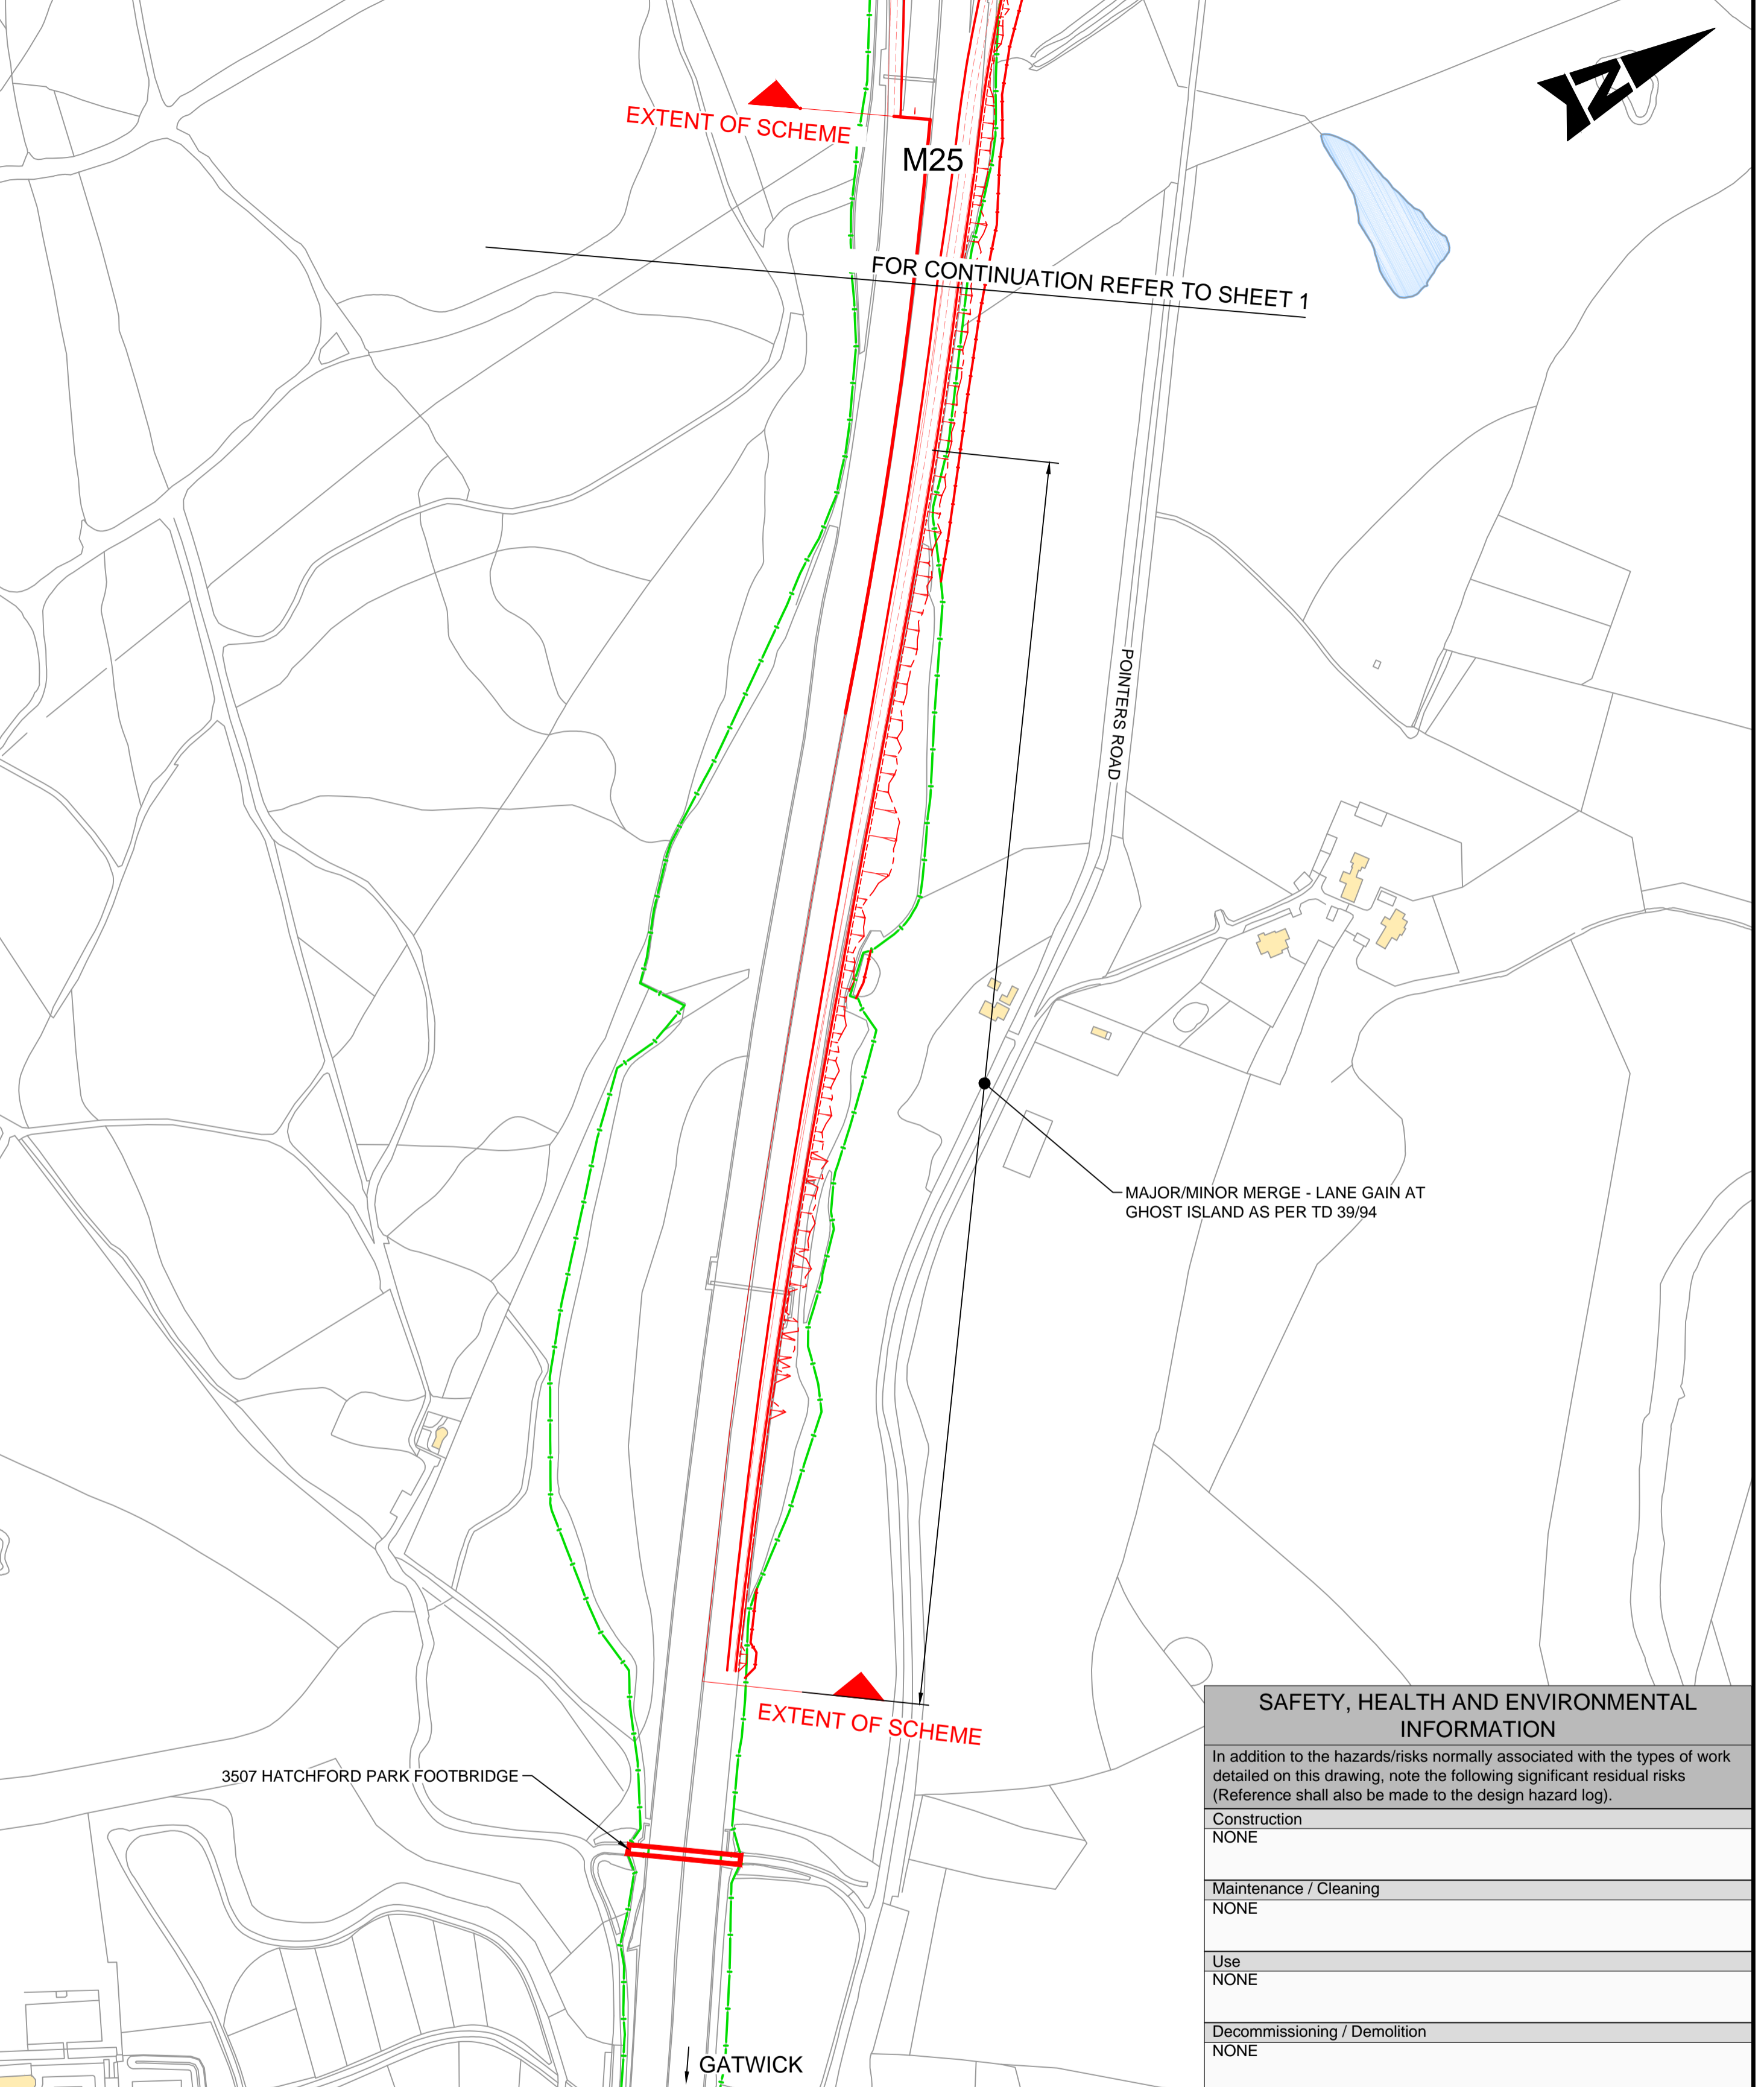 EXTENT OF SCHEME
N
M25
FOR CONTINUATION REFER TO SHEET 1
POINTERS ROAD
MAJOR/MINOR MERGE - LANE GAIN AT
GHOST ISLAND AS PER TD 39/94
EXTENT OF SCHEME
3507 HATCHFORD PARK FOOTBRIDGE
GATWICK
SAFETY, HEALTH AND ENVIRONMENTAL
INFORMATION
In addition to the hazards/risks normally associated with the types of work
detailed on this drawing, note the following significant residual risks
(Reference shall also be made to the design hazard log).
Construction
NONE
Maintenance / Cleaning
NONE
Use
NONE
Decommissioning / Demolition
NONE